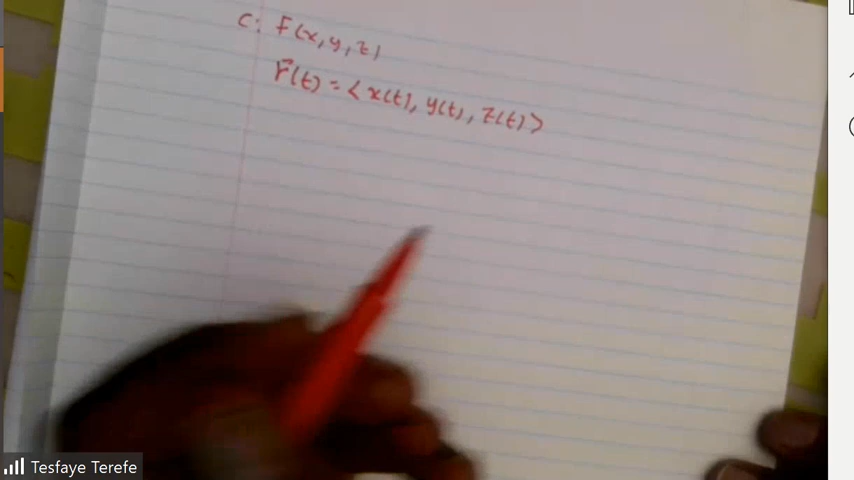 C: F(x, y, z)
r⃗(t) = < x(t), y(t), z(t) >
Tesfaye Terefe